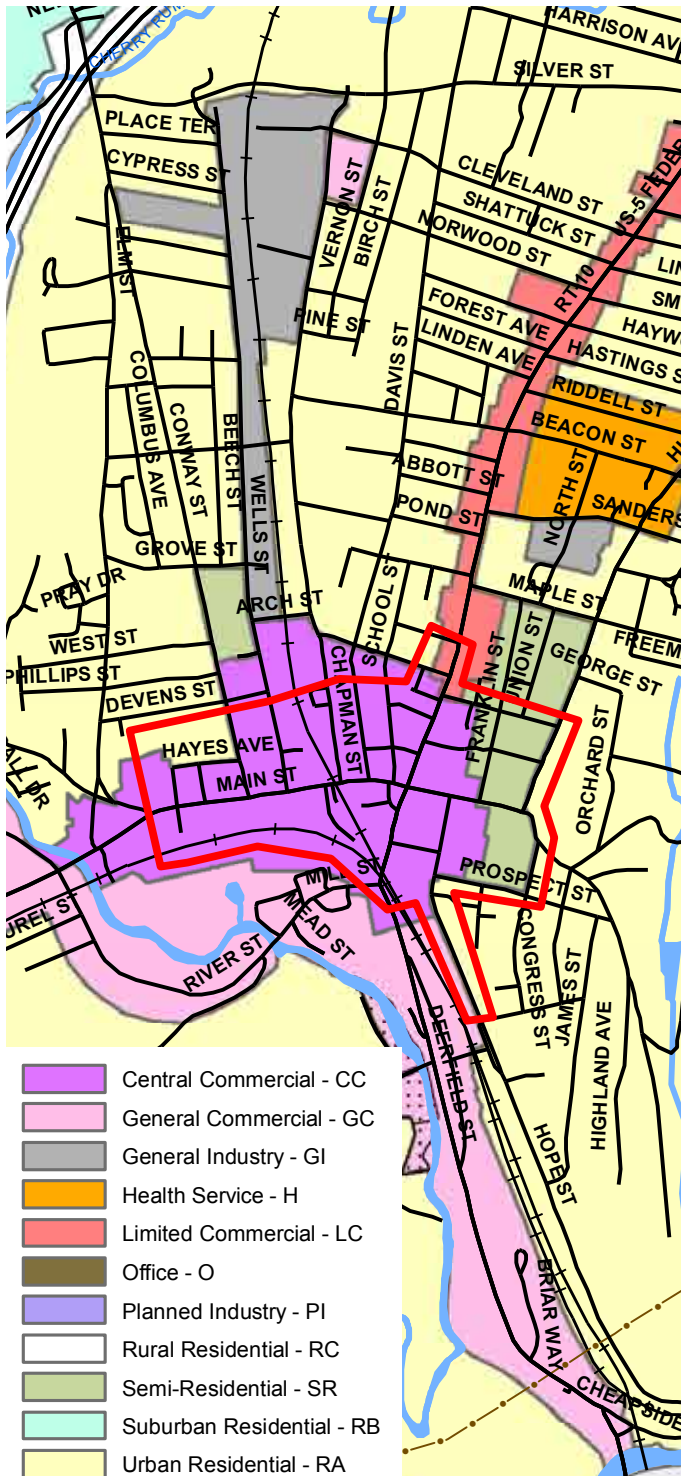 HARRISON AV
CHERRY RUM
SILVER ST
PLACE TER
CYPRESS S
CLEVELAND ST
SHATTUCK ST
NORWOOD ST
US-5 FEDER
VERNON ST
BIRCH ST
ELM ST
LIN
SM
RT 10
FOREST AVE
LINDEN AVE
HAYW
HASTINGS S
PINE ST
DAVIS ST
RIDDELL ST
BEACON ST
COLUMBUS AVE
CONWAY ST
BEECH ST
WELLS ST
ABBOTT ST
POND ST
NORTH ST
SANDERS
GROVE ST
PRAY DR
ARCH ST
SCHOOL ST
MAPLE ST
FREEM
WEST ST
PHILLIPS ST
DEVENS ST
CHAPMAN ST
FRANKLIN ST
UNION ST
GEORGE ST
HAYES AVE
MAIN ST
ORCHARD ST
ALL DR
MILL ST
PROSPECT ST
UREL S
RIVER ST
MEAD ST
CONGRESS ST
JAMES ST
HIGHLAND AVE
DEERFIELD ST
HOPE ST
BRIAR WAY
CHEAPSIDE
Central Commercial - CC
General Commercial - GC
General Industry - GI
Health Service - H
Limited Commercial - LC
Office - O
Planned Industry - PI
Rural Residential - RC
Semi-Residential - SR
Suburban Residential - RB
Urban Residential - RA